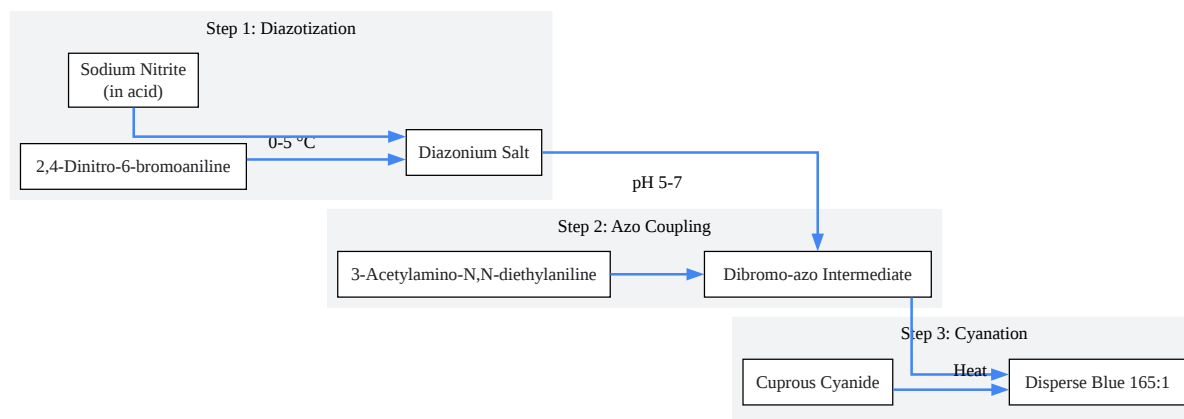 Step 1: Diazotization
Sodium Nitrite
(in acid)
0-5 °C
2,4-Dinitro-6-bromoaniline
Diazonium Salt
pH 5-7
Step 2: Azo Coupling
3-Acetylamino-N,N-diethylaniline
Dibromo-azo Intermediate
Step 3: Cyanation
Heat
Cuprous Cyanide
Disperse Blue 165:1